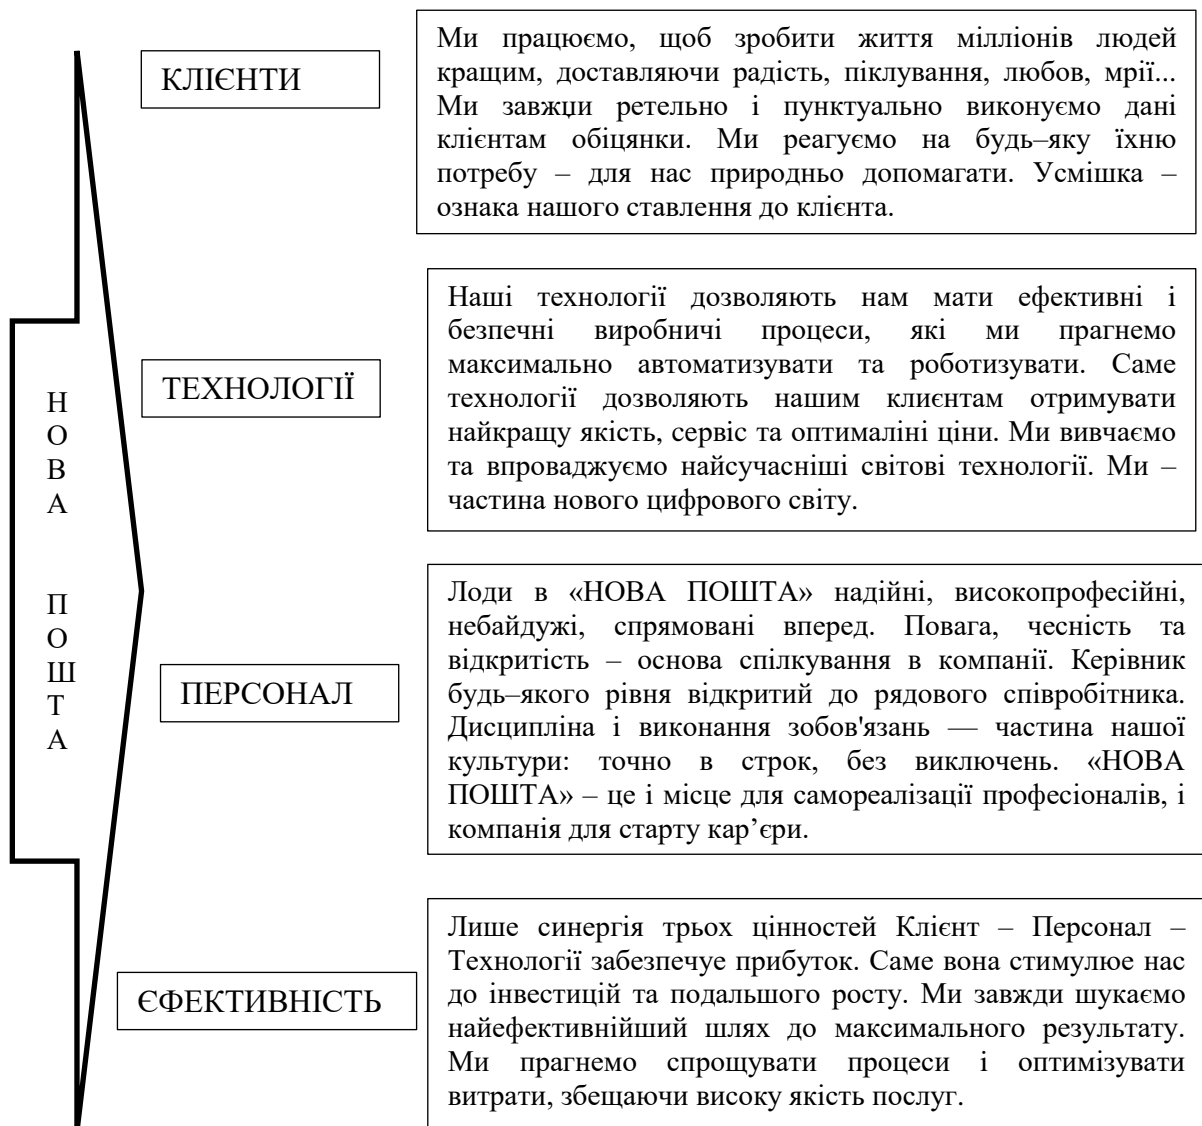 НОВА ПОШТА
КЛІЄНТИ
Ми працюємо, щоб зробити життя мілліонів людей
кращим, доставляючи радість, піклування, любов, мрії...
Ми завжци ретельно і пунктуально виконуємо дані
клієнтам обіцянки. Ми реагуємо на будь–яку їхню
потребу – для нас природньо допомагати. Усмішка –
ознака нашого ставлення до клієнта.
ТЕХНОЛОГІЇ
Наші технології дозволяють нам мати ефективні і
безпечні виробничі процеси, які ми прагнемо
максимально автоматизувати та роботизувати. Саме
технології дозволяють нашим клиєнтам отримувати
найкращу якість, сервіс та оптималіні ціни. Ми вивчаємо
та впроваджуємо найсучасніші світові технології. Ми –
частина нового цифрового світу.
ПЕРСОНАЛ
Лоди в «НОВА ПОШТА» надійні, високопрофесійні,
небайдужі, спрямовані вперед. Повага, чесність та
відкритість – основа спілкування в компанії. Керівник
будь–якого рівня відкритий до рядового співробітника.
Дисципліна і виконання зобов'язань — частина нашої
культури: точно в строк, без виключень. «НОВА
ПОШТА» – це і місце для самореалізації професіоналів, і
компанія для старту кар’єри.
ЄФЕКТИВНІСТЬ
Лише синергія трьох цінностей Клієнт – Персонал –
Технології забезпечуе прибуток. Саме вона стимулює нас
до інвестицій та подальшого росту. Ми завжди шукаємо
найефективнійший шлях до максимального результату.
Ми прагнемо спрощувати процеси і оптимізувати
витрати, збещаючи високу якість послуг.